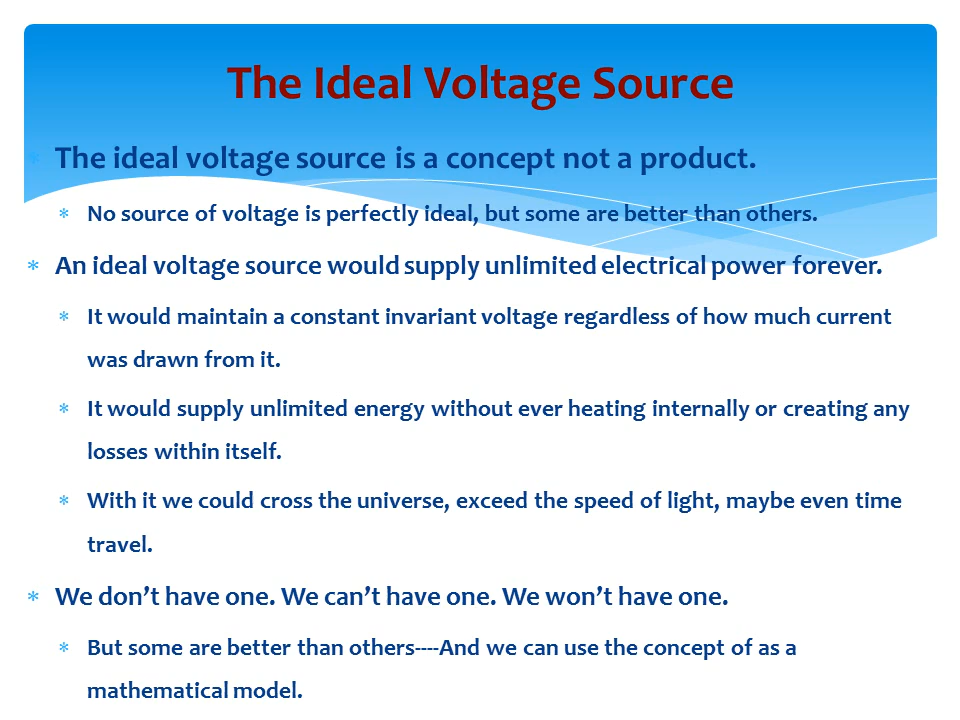 The Ideal Voltage Source
* The ideal voltage source is a concept not a product.
* No source of voltage is perfectly ideal, but some are better than others.
* An ideal voltage source would supply unlimited electrical power forever.
* It would maintain a constant invariant voltage regardless of how much current
was drawn from it.
* It would supply unlimited energy without ever heating internally or creating any
losses within itself.
* With it we could cross the universe, exceed the speed of light, maybe even time
travel.
* We don’t have one. We can’t have one. We won’t have one.
* But some are better than others----And we can use the concept of as a
mathematical model.